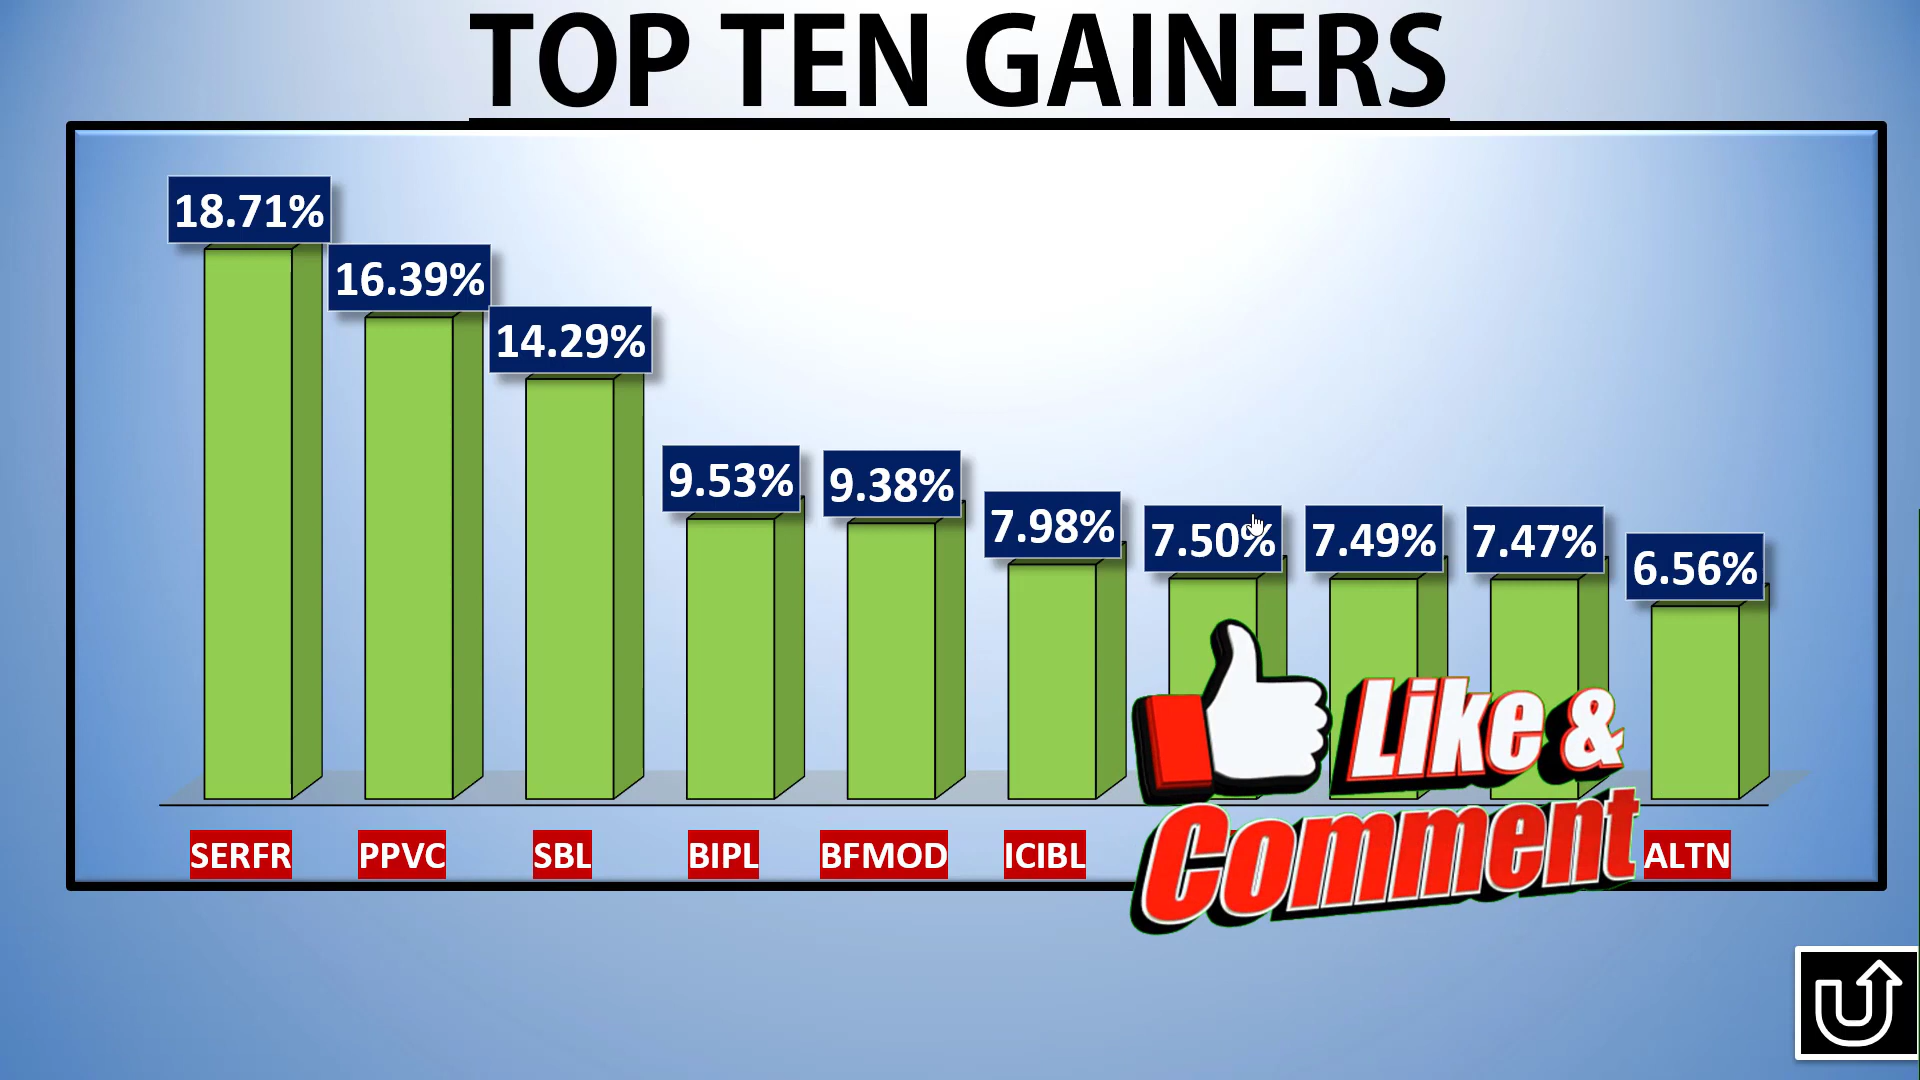 TOP TEN GAINERS
18.71%
16.39%
14.29%
9.53%
9.38%
7.98%
7.50%
7.49%
7.47%
6.56%
Like &
Comment
SERFR PPVC SBL BIPL BFMOD ICIBL ALTN